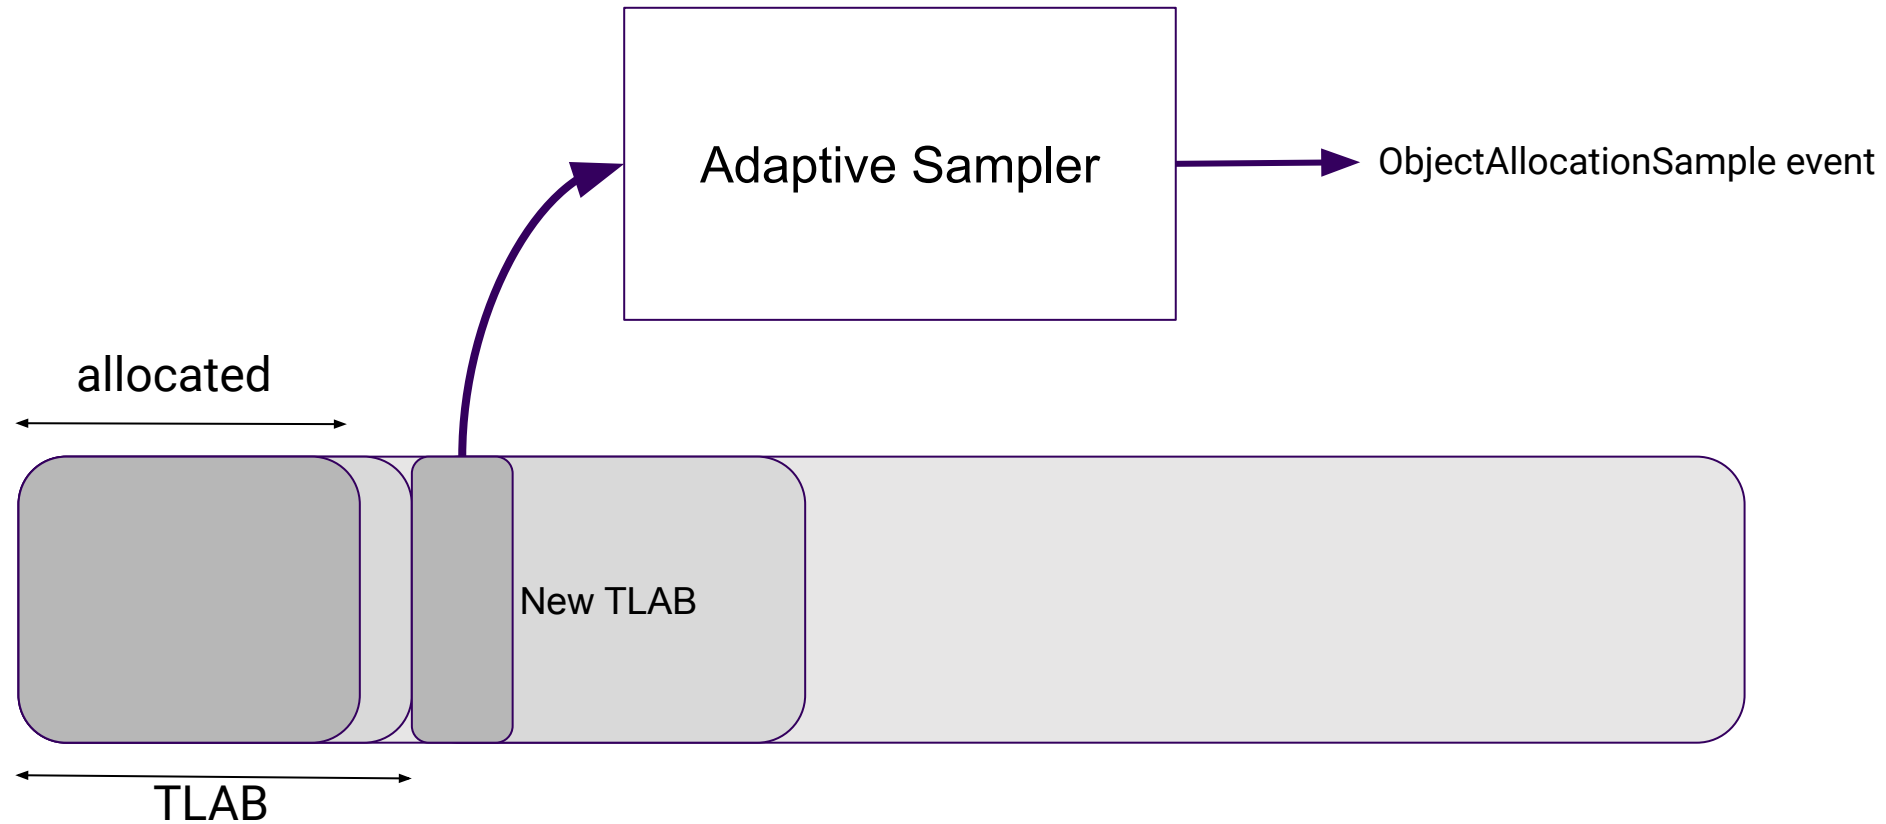 Adaptive Sampler
ObjectAllocationSample event
allocated
New TLAB
TLAB